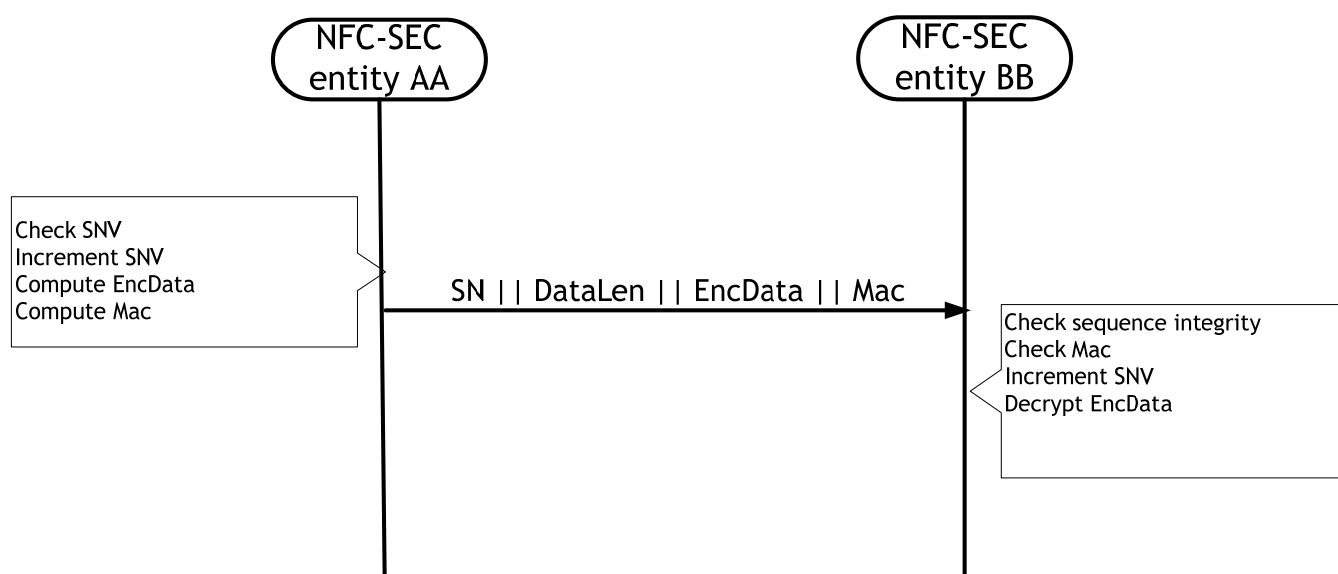 NFC-SEC
entity AA
NFC-SEC
entity BB
Check SNV
Increment SNV
Compute EncData
Compute Mac
SN || DataLen || EncData || Mac
Check sequence integrity
Check Mac
Increment SNV
Decrypt EncData